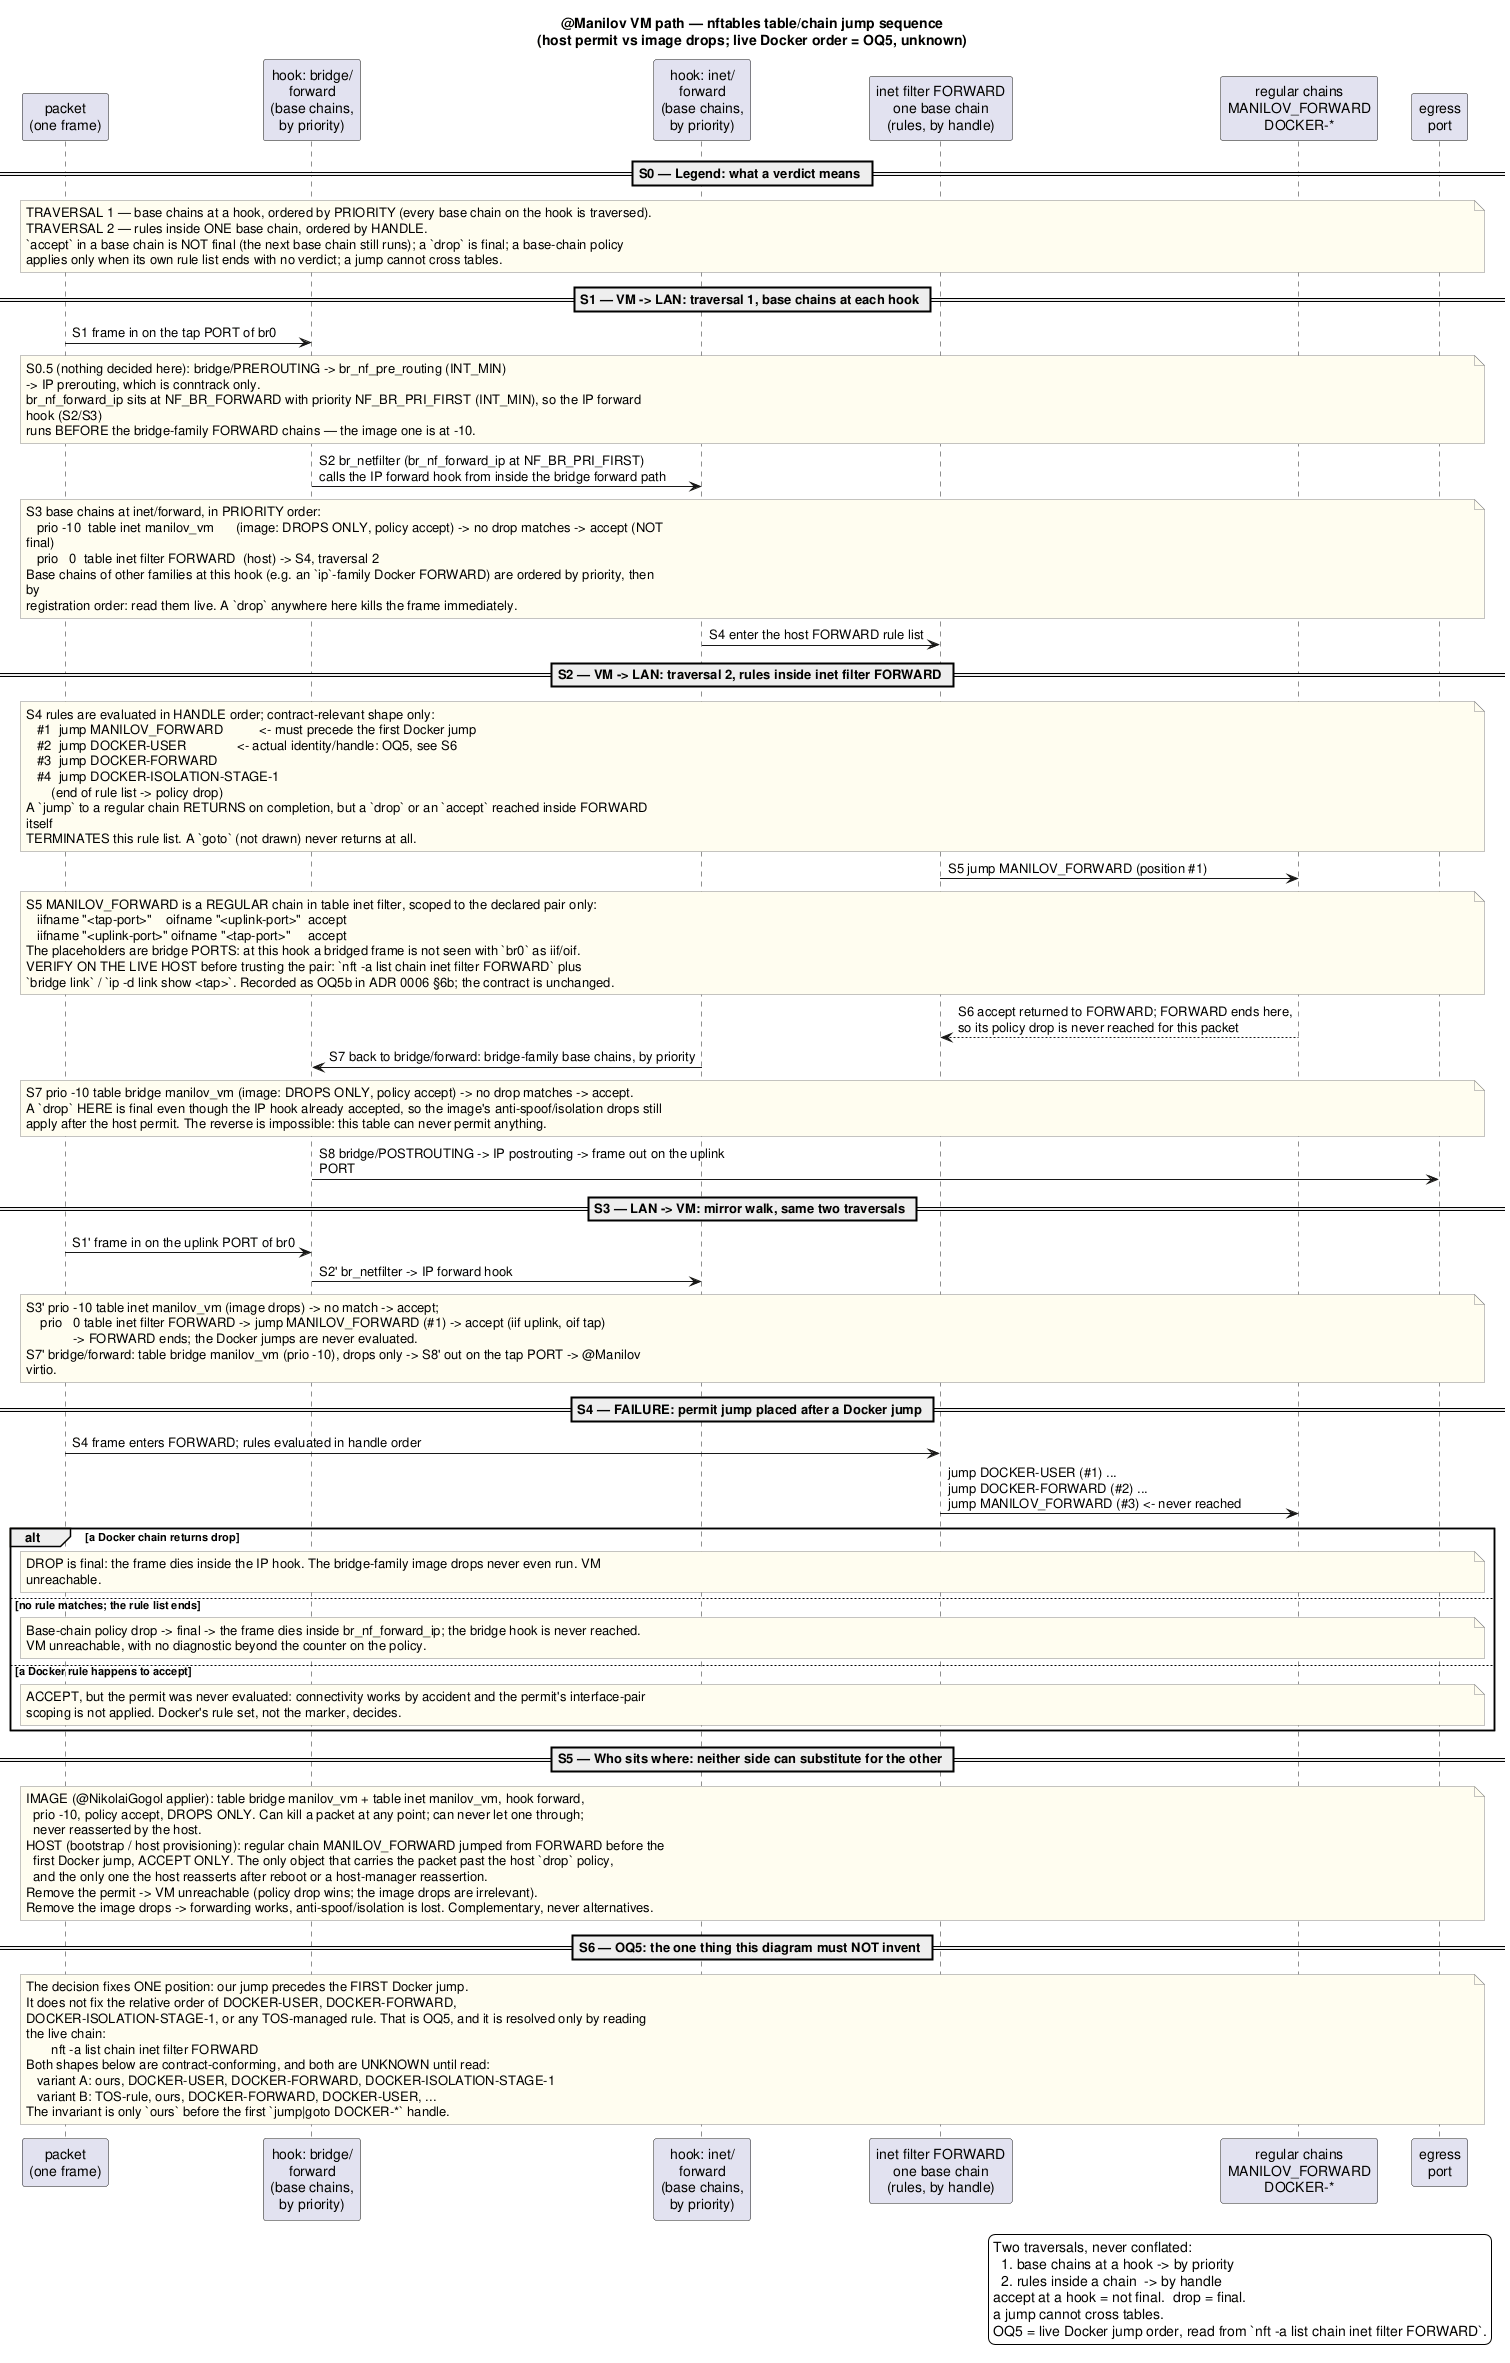 @Manilov VM path — nftables table/chain jump sequence
(host permit vs image drops; live Docker order = OQ5, unknown)
packet
(one frame)
hook: bridge/
forward
(base chains,
by priority)
hook: inet/
forward
(base chains,
by priority)
inet filter FORWARD
one base chain
(rules, by handle)
regular chains
MANILOV_FORWARD
DOCKER-*
egress
port
S0 — Legend: what a verdict means
TRAVERSAL 1 — base chains at a hook, ordered by PRIORITY (every base chain on the hook is traversed).
TRAVERSAL 2 — rules inside ONE base chain, ordered by HANDLE.
`accept` in a base chain is NOT final (the next base chain still runs); a `drop` is final; a base-chain policy
applies only when its own rule list ends with no verdict; a jump cannot cross tables.
S1 — VM -> LAN: traversal 1, base chains at each hook
S1 frame in on the tap PORT of br0
S0.5 (nothing decided here): bridge/PREROUTING -> br_nf_pre_routing (INT_MIN)
-> IP prerouting, which is conntrack only.
br_nf_forward_ip sits at NF_BR_FORWARD with priority NF_BR_PRI_FIRST (INT_MIN), so the IP forward
hook (S2/S3)
runs BEFORE the bridge-family FORWARD chains — the image one is at -10.
S2 br_netfilter (br_nf_forward_ip at NF_BR_PRI_FIRST)
calls the IP forward hook from inside the bridge forward path
S3 base chains at inet/forward, in PRIORITY order:
prio -10  table inet manilov_vm      (image: DROPS ONLY, policy accept) -> no drop matches -> accept (NOT
final)
prio   0  table inet filter FORWARD  (host) -> S4, traversal 2
Base chains of other families at this hook (e.g. an `ip`-family Docker FORWARD) are ordered by priority, then
by
registration order: read them live. A `drop` anywhere here kills the frame immediately.
S4 enter the host FORWARD rule list
S2 — VM -> LAN: traversal 2, rules inside inet filter FORWARD
S4 rules are evaluated in HANDLE order; contract-relevant shape only:
#1  jump MANILOV_FORWARD          <- must precede the first Docker jump
#2  jump DOCKER-USER              <- actual identity/handle: OQ5, see S6
#3  jump DOCKER-FORWARD
#4  jump DOCKER-ISOLATION-STAGE-1
(end of rule list -> policy drop)
A `jump` to a regular chain RETURNS on completion, but a `drop` or an `accept` reached inside FORWARD
itself
TERMINATES this rule list. A `goto` (not drawn) never returns at all.
S5 jump MANILOV_FORWARD (position #1)
S5 MANILOV_FORWARD is a REGULAR chain in table inet filter, scoped to the declared pair only:
iifname "<tap-port>"    oifname "<uplink-port>"  accept
iifname "<uplink-port>" oifname "<tap-port>"     accept
The placeholders are bridge PORTS: at this hook a bridged frame is not seen with `br0` as iif/oif.
VERIFY ON THE LIVE HOST before trusting the pair: `nft -a list chain inet filter FORWARD` plus
`bridge link` / `ip -d link show <tap>`. Recorded as OQ5b in ADR 0006 §6b; the contract is unchanged.
S6 accept returned to FORWARD; FORWARD ends here,
so its policy drop is never reached for this packet
S7 back to bridge/forward: bridge-family base chains, by priority
S7 prio -10 table bridge manilov_vm (image: DROPS ONLY, policy accept) -> no drop matches -> accept.
A `drop` HERE is final even though the IP hook already accepted, so the image's anti-spoof/isolation drops still
apply after the host permit. The reverse is impossible: this table can never permit anything.
S8 bridge/POSTROUTING -> IP postrouting -> frame out on the uplink
PORT
S3 — LAN -> VM: mirror walk, same two traversals
S1' frame in on the uplink PORT of br0
S2' br_netfilter -> IP forward hook
S3' prio -10 table inet manilov_vm (image drops) -> no match -> accept;
prio   0 table inet filter FORWARD -> jump MANILOV_FORWARD (#1) -> accept (iif uplink, oif tap)
-> FORWARD ends; the Docker jumps are never evaluated.
S7' bridge/forward: table bridge manilov_vm (prio -10), drops only -> S8' out on the tap PORT -> @Manilov
virtio.
S4 — FAILURE: permit jump placed after a Docker jump
S4 frame enters FORWARD; rules evaluated in handle order
jump DOCKER-USER (#1) ...
jump DOCKER-FORWARD (#2) ...
jump MANILOV_FORWARD (#3) <- never reached
alt [a Docker chain returns drop]
DROP is final: the frame dies inside the IP hook. The bridge-family image drops never even run. VM
unreachable.
[no rule matches; the rule list ends]
Base-chain policy drop -> final -> the frame dies inside br_nf_forward_ip; the bridge hook is never reached.
VM unreachable, with no diagnostic beyond the counter on the policy.
[a Docker rule happens to accept]
ACCEPT, but the permit was never evaluated: connectivity works by accident and the permit's interface-pair
scoping is not applied. Docker's rule set, not the marker, decides.
S5 — Who sits where: neither side can substitute for the other
IMAGE (@NikolaiGogol applier): table bridge manilov_vm + table inet manilov_vm, hook forward,
prio -10, policy accept, DROPS ONLY. Can kill a packet at any point; can never let one through;
never reasserted by the host.
HOST (bootstrap / host provisioning): regular chain MANILOV_FORWARD jumped from FORWARD before the
first Docker jump, ACCEPT ONLY. The only object that carries the packet past the host `drop` policy,
and the only one the host reasserts after reboot or a host-manager reassertion.
Remove the permit -> VM unreachable (policy drop wins; the image drops are irrelevant).
Remove the image drops -> forwarding works, anti-spoof/isolation is lost. Complementary, never alternatives.
S6 — OQ5: the one thing this diagram must NOT invent
The decision fixes ONE position: our jump precedes the FIRST Docker jump.
It does not fix the relative order of DOCKER-USER, DOCKER-FORWARD,
DOCKER-ISOLATION-STAGE-1, or any TOS-managed rule. That is OQ5, and it is resolved only by reading
the live chain:
nft -a list chain inet filter FORWARD
Both shapes below are contract-conforming, and both are UNKNOWN until read:
variant A: ours, DOCKER-USER, DOCKER-FORWARD, DOCKER-ISOLATION-STAGE-1
variant B: TOS-rule, ours, DOCKER-FORWARD, DOCKER-USER, ...
The invariant is only `ours` before the first `jump|goto DOCKER-*` handle.
packet
(one frame)
hook: bridge/
forward
(base chains,
by priority)
hook: inet/
forward
(base chains,
by priority)
inet filter FORWARD
one base chain
(rules, by handle)
regular chains
MANILOV_FORWARD
DOCKER-*
egress
port
Two traversals, never conflated:
1. base chains at a hook -> by priority
2. rules inside a chain  -> by handle
accept at a hook = not final.  drop = final.
a jump cannot cross tables.
OQ5 = live Docker jump order, read from `nft -a list chain inet filter FORWARD`.